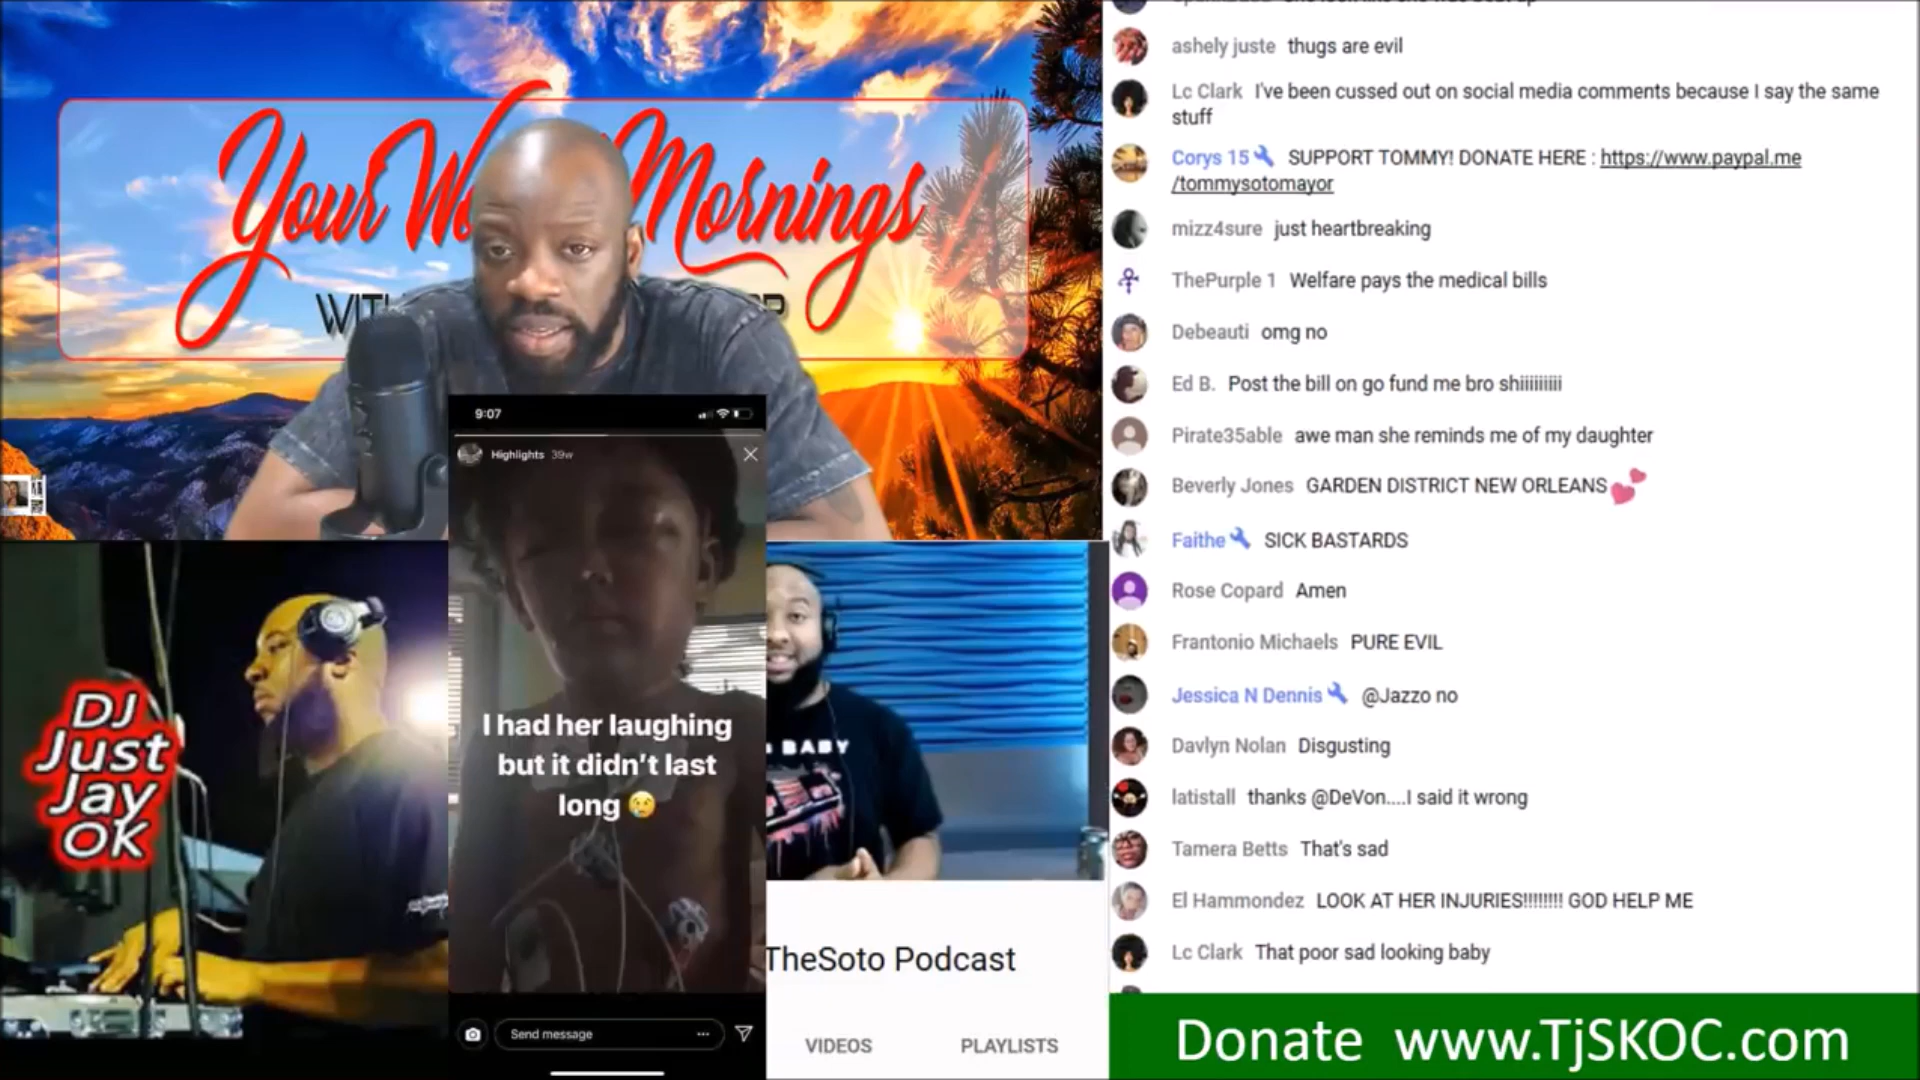 Your Wo Mornings
WITH
9:07
Highlights 39w
I had her laughing
but it didn't last
long 😢
Send message
DJ
Just
Jay
OK
BABY
TheSoto Podcast
VIDEOS PLAYLISTS
ashely juste thugs are evil
Lc Clark I've been cussed out on social media comments because I say the same
stuff
Corys 15 SUPPORT TOMMY! DONATE HERE : https://www.paypal.me
/tommysotomayor
mizz4sure just heartbreaking
ThePurple 1 Welfare pays the medical bills
Debeauti omg no
Ed B. Post the bill on go fund me bro shiiiiiiiii
Pirate35able awe man she reminds me of my daughter
Beverly Jones GARDEN DISTRICT NEW ORLEANS 💕
Faithe SICK BASTARDS
Rose Copard Amen
Frantonio Michaels PURE EVIL
Jessica N Dennis @Jazzo no
Davlyn Nolan Disgusting
latistall thanks @DeVon....I said it wrong
Tamera Betts That's sad
El Hammondez LOOK AT HER INJURIES!!!!!!!! GOD HELP ME
Lc Clark That poor sad looking baby
Donate www.TjSKOC.com